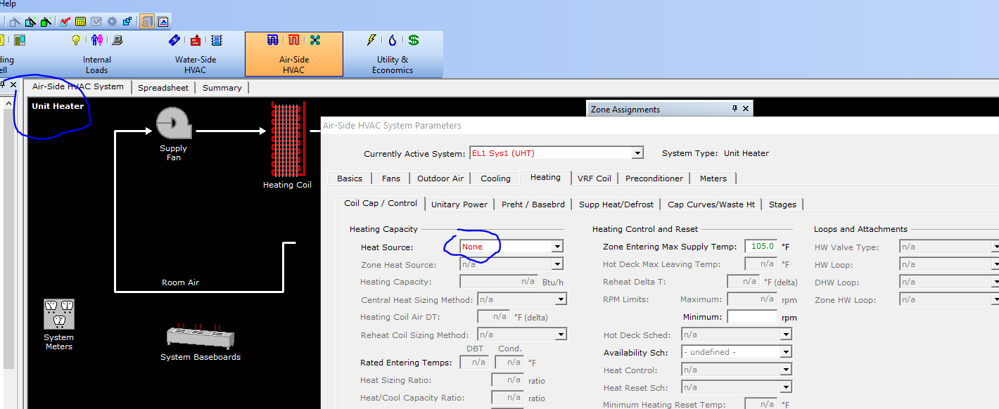 Help
ding
ell
Internal
Loads
Water-Side
HVAC
Air-Side
HVAC
Utility &
Economics
Air-Side HVAC System
Spreadsheet
Summary
Unit Heater
Supply
Fan
Heating Coil
Room Air
System
Meters
System Baseboards
Zone Assignments
Air-Side HVAC System Parameters
Currently Active System: EL1 Sys1 (UHT) System Type: Unit Heater
Basics Fans Outdoor Air Cooling Heating VRF Coil Preconditioner Meters
Coil Cap / Control Unitary Power Preht / Basebrd Supp Heat/Defrost Cap Curves/Waste Ht Stages
Heating Capacity
Heat Source: None
Zone Heat Source: n/a
Heating Capacity: n/a Btu/h
Central Heat Sizing Method: n/a
Heating Coil Air DT: n/a °F (delta)
Reheat Coil Sizing Method: n/a
DBT Cond.
Rated Entering Temps: n/a n/a °F
Heat Sizing Ratio: n/a ratio
Heat/Cool Capacity Ratio: n/a ratio
Heating Control and Reset
Zone Entering Max Supply Temp: 105.0 °F
Hot Deck Max Leaving Temp: n/a °F
Reheat Delta T: n/a °F (delta)
RPM Limits: Maximum: n/a rpm
Minimum: rpm
Hot Deck Sched: n/a
Availability Sch: - undefined -
Heat Control: n/a
Heat Reset Sch: n/a
Minimum Heating Reset Temp: n/a °F
Loops and Attachments
HW Valve Type: n/a
HW Loop: n/a
DHW Loop: n/a
Zone HW Loop: n/a